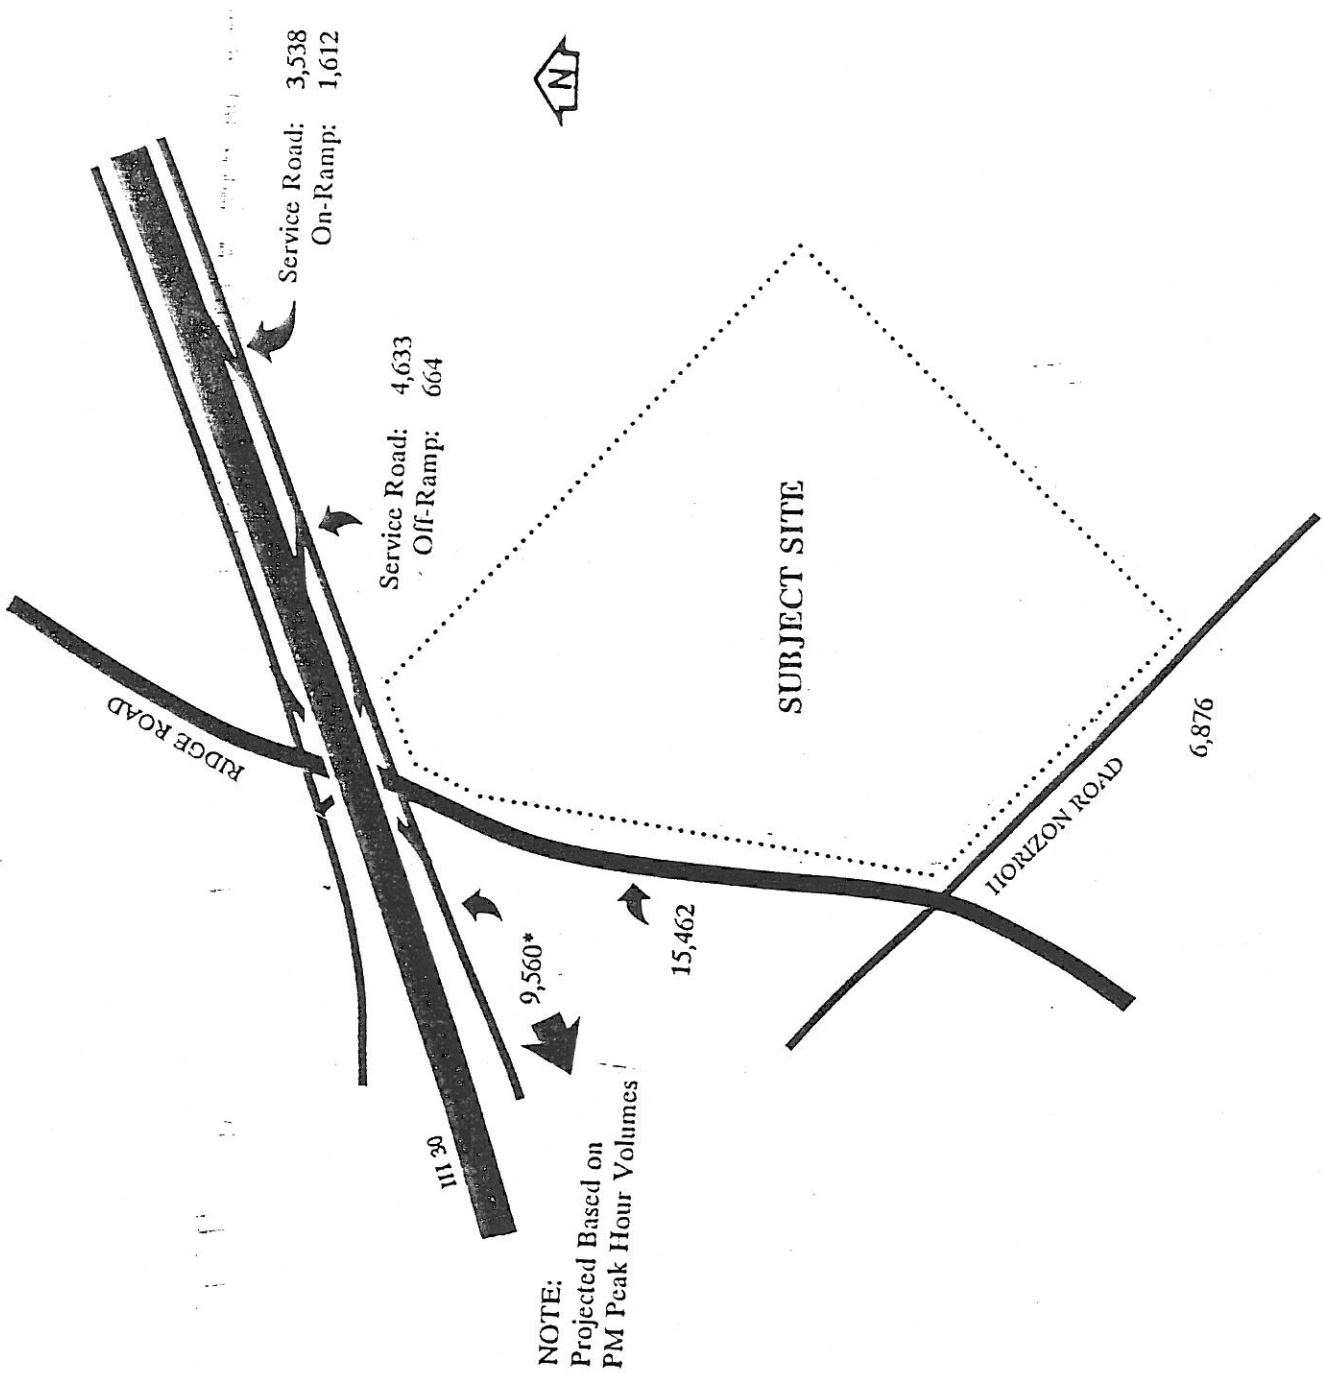 Service Road: 3,538
On-Ramp: 1,612
N
Service Road: 4,633
Off-Ramp: 664
RIDGE ROAD
SUBJECT SITE
HORIZON ROAD
6,876
15,462
9,560*
30
NOTE:
Projected Based on
PM Peak Hour Volumes